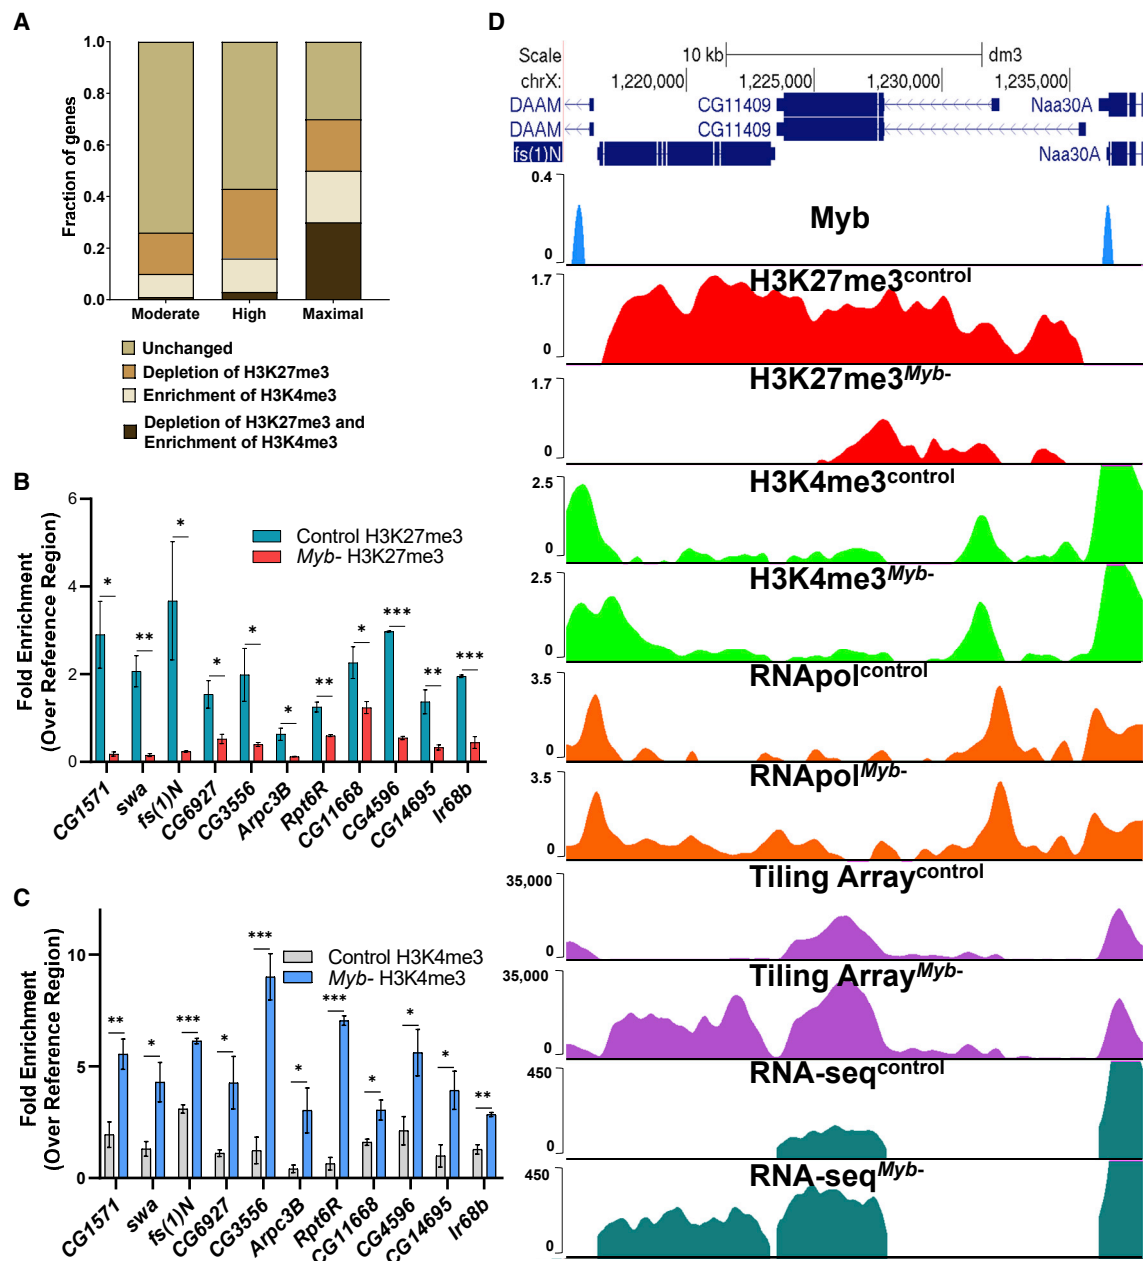 A
Fraction of genes
1.0
0.8
0.6
0.4
0.2
0.0
Moderate High Maximal
Unchanged
Depletion of H3K27me3
Enrichment of H3K4me3
Depletion of H3K27me3 and
Enrichment of H3K4me3
B
Fold Enrichment
(Over Reference Region)
6
4
2
0
Control H3K27me3
Myb- H3K27me3
* ** * * * * ** * *** ** ***
CG1571 swa fs(1)N CG6927 CG3556 Arpc3B Rpt6R CG11668 CG4596 CG14695 Ir68b
C
Fold Enrichment
(Over Reference Region)
10
5
0
Control H3K4me3
Myb- H3K4me3
** * *** * *** * *** * * * **
CG1571 swa fs(1)N CG6927 CG3556 Arpc3B Rpt6R CG11668 CG4596 CG14695 Ir68b
D
Scale 10 kb dm3
chrX: 1,220,000 1,225,000 1,230,000 1,235,000
DAAM CG11409 Naa30A
DAAM CG11409
fs(1)N Naa30A
0.4
Myb
0
1.7
H3K27me3control
0
1.7
H3K27me3Myb-
0
2.5
H3K4me3control
0
2.5
H3K4me3Myb-
0
3.5
RNApolcontrol
0
3.5
RNApolMyb-
0
35,000
Tiling Arraycontrol
0
35,000
Tiling ArrayMyb-
0
450
RNA-seqcontrol
0
450
RNA-seqMyb-
0